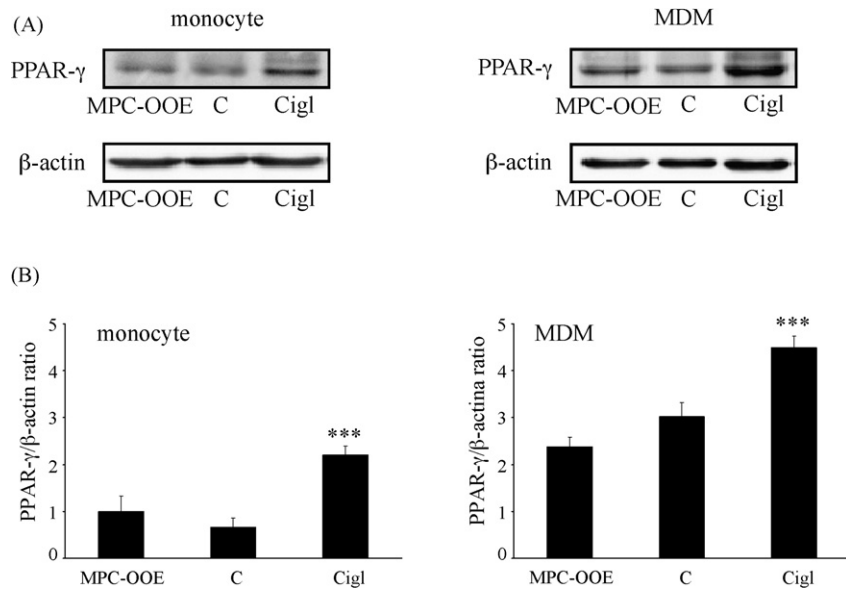 (A)
monocyte
MDM
PPAR-γ
MPC-OOE C Cigl
β-actin
MPC-OOE C Cigl
PPAR-γ
MPC-OOE C Cigl
β-actin
MPC-OOE C Cigl
(B)
monocyte
PPAR-γ/β-actin ratio
5
4
3
2
1
0
***
MPC-OOE C Cigl
MDM
PPAR-γ/β-actina ratio
5
4
3
2
1
0
***
MPC-OOE C Cigl